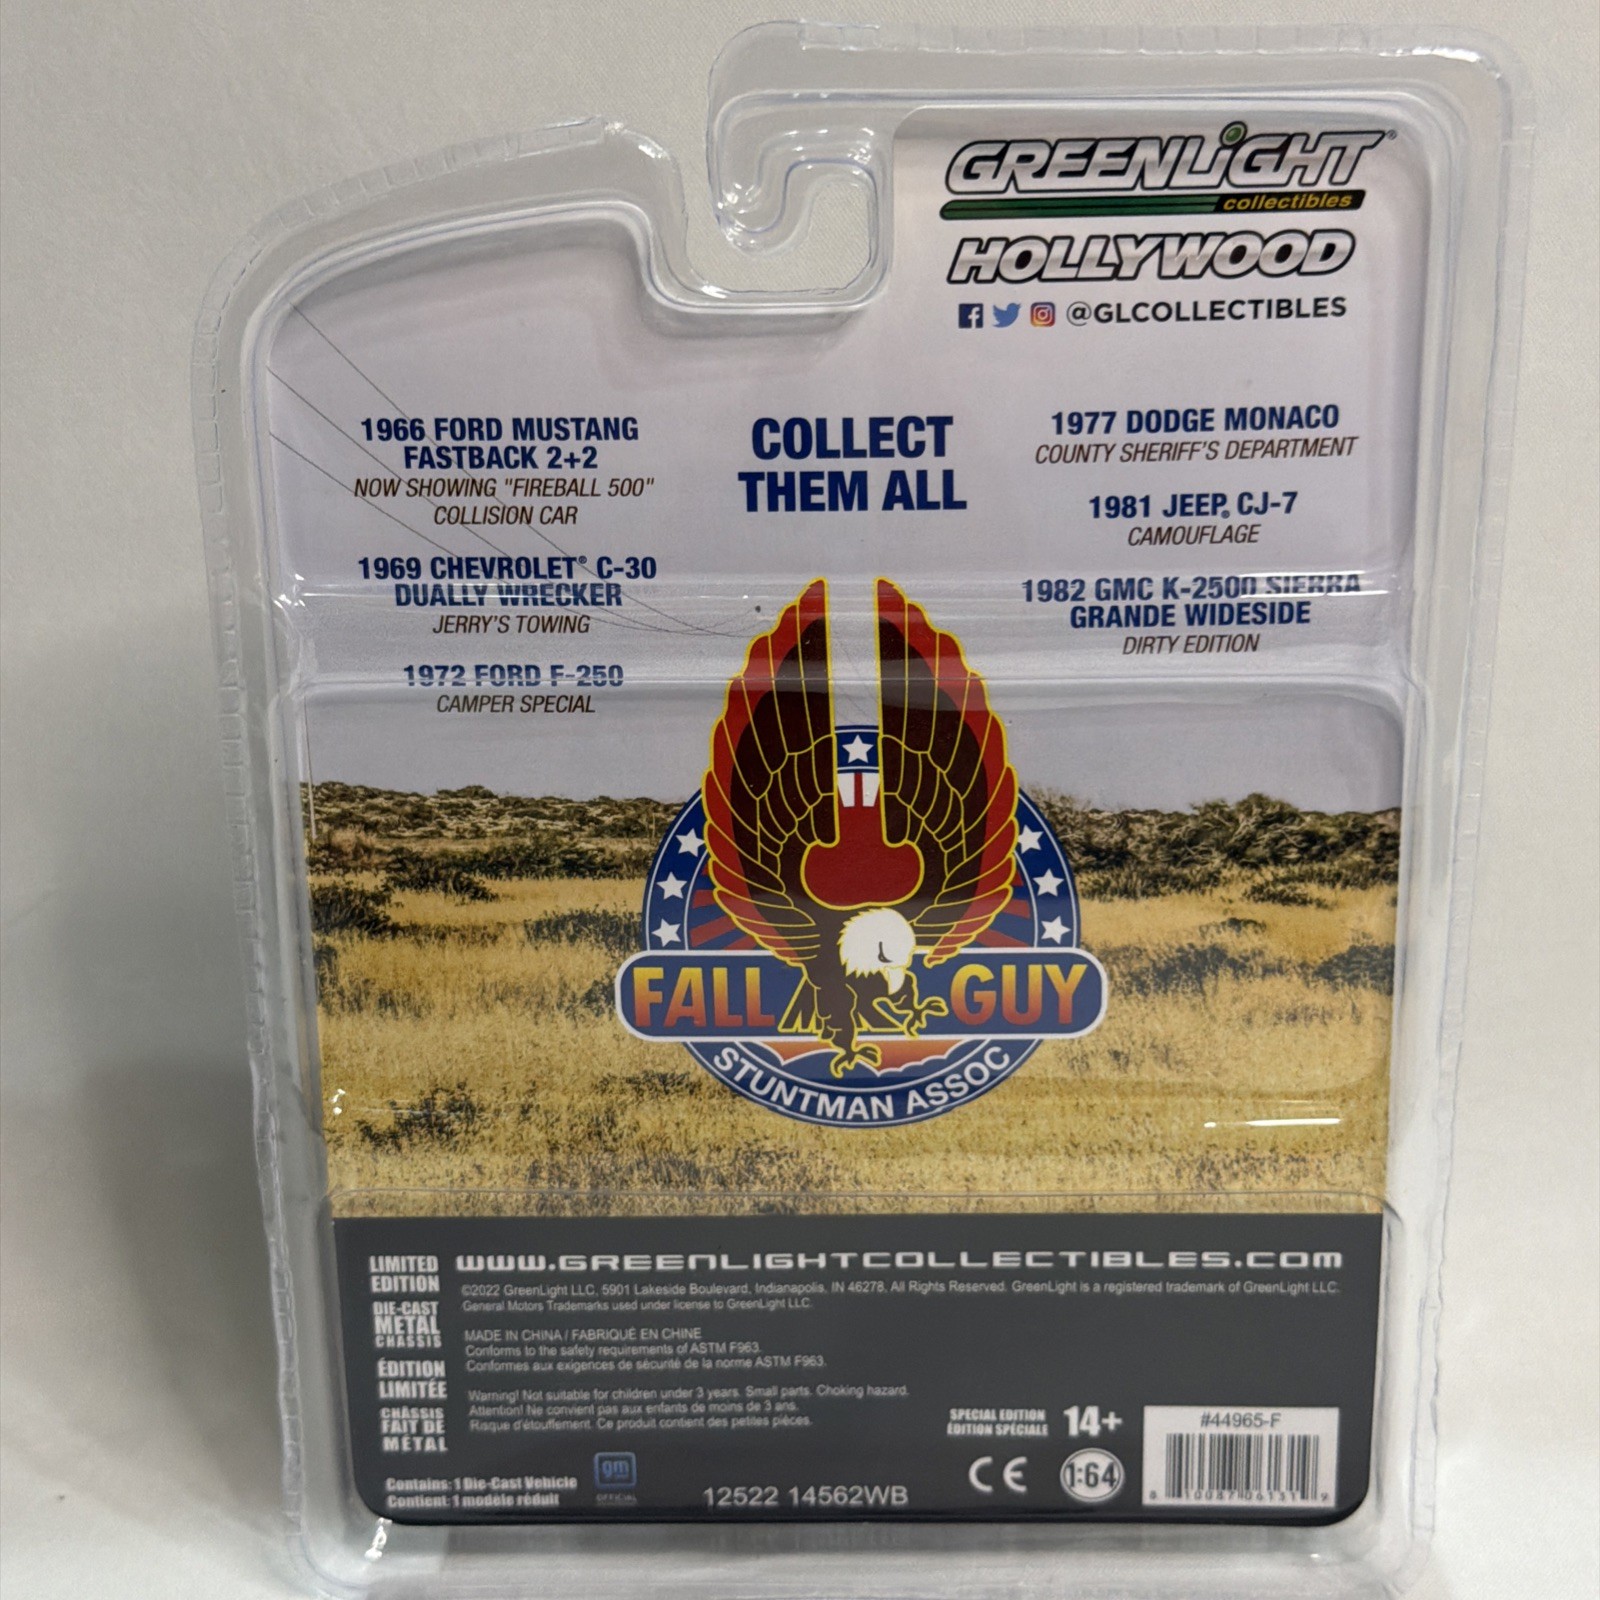 GREENLIGHT®
collectibles
HOLLYWOOD
@GLCOLLECTIBLES
1966 FORD MUSTANG
FASTBACK 2+2
NOW SHOWING "FIREBALL 500"
COLLISION CAR
1969 CHEVROLET® C-30
DUALLY WRECKER
JERRY'S TOWING
1972 FORD F-250
CAMPER SPECIAL
COLLECT
THEM ALL
1977 DODGE MONACO
COUNTY SHERIFF'S DEPARTMENT
1981 JEEP® CJ-7
CAMOUFLAGE
1982 GMC K-2500 SIERRA
GRANDE WIDESIDE
DIRTY EDITION
FALL GUY
STUNTMAN ASSOC
LIMITED
EDITION
DIE-CAST
METAL
CHASSIS
ÉDITION
LIMITÉE
CHÂSSIS
FAIT DE
MÉTAL
WWW.GREENLIGHTCOLLECTIBLES.COM
©2022 GreenLight LLC, 5901 Lakeside Boulevard, Indianapolis, IN 46278. All Rights Reserved. GreenLight is a registered trademark of GreenLight LLC.
General Motors Trademarks used under license to GreenLight LLC.
MADE IN CHINA / FABRIQUÉ EN CHINE
Conforms to the safety requirements of ASTM F963.
Conformes aux exigences de sécurité de la norme ASTM F963.
Warning! Not suitable for children under 3 years. Small parts. Choking hazard.
Attention! Ne convient pas aux enfants de moins de 3 ans.
Risque d'étouffement. Ce produit contient des petites pièces.
Contains: 1 Die-Cast Vehicle
Contient: 1 modèle réduit
gm
OFFICIAL
12522 14562WB
SPECIAL EDITION
ÉDITION SPÉCIALE
14+
CE
1:64
#44965-F